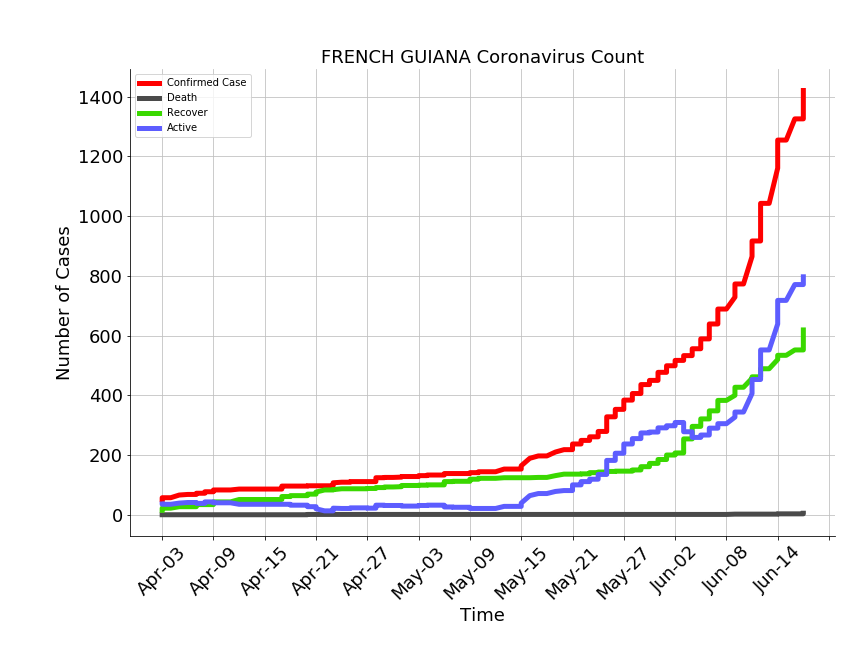 FRENCH GUIANA Coronavirus Count
Confirmed Case
Death
Recover
Active
Number of Cases
1400
1200
1000
800
600
400
200
0
Apr-03
Apr-09
Apr-15
Apr-21
Apr-27
May-03
May-09
May-15
May-21
May-27
Jun-02
Jun-08
Jun-14
Time